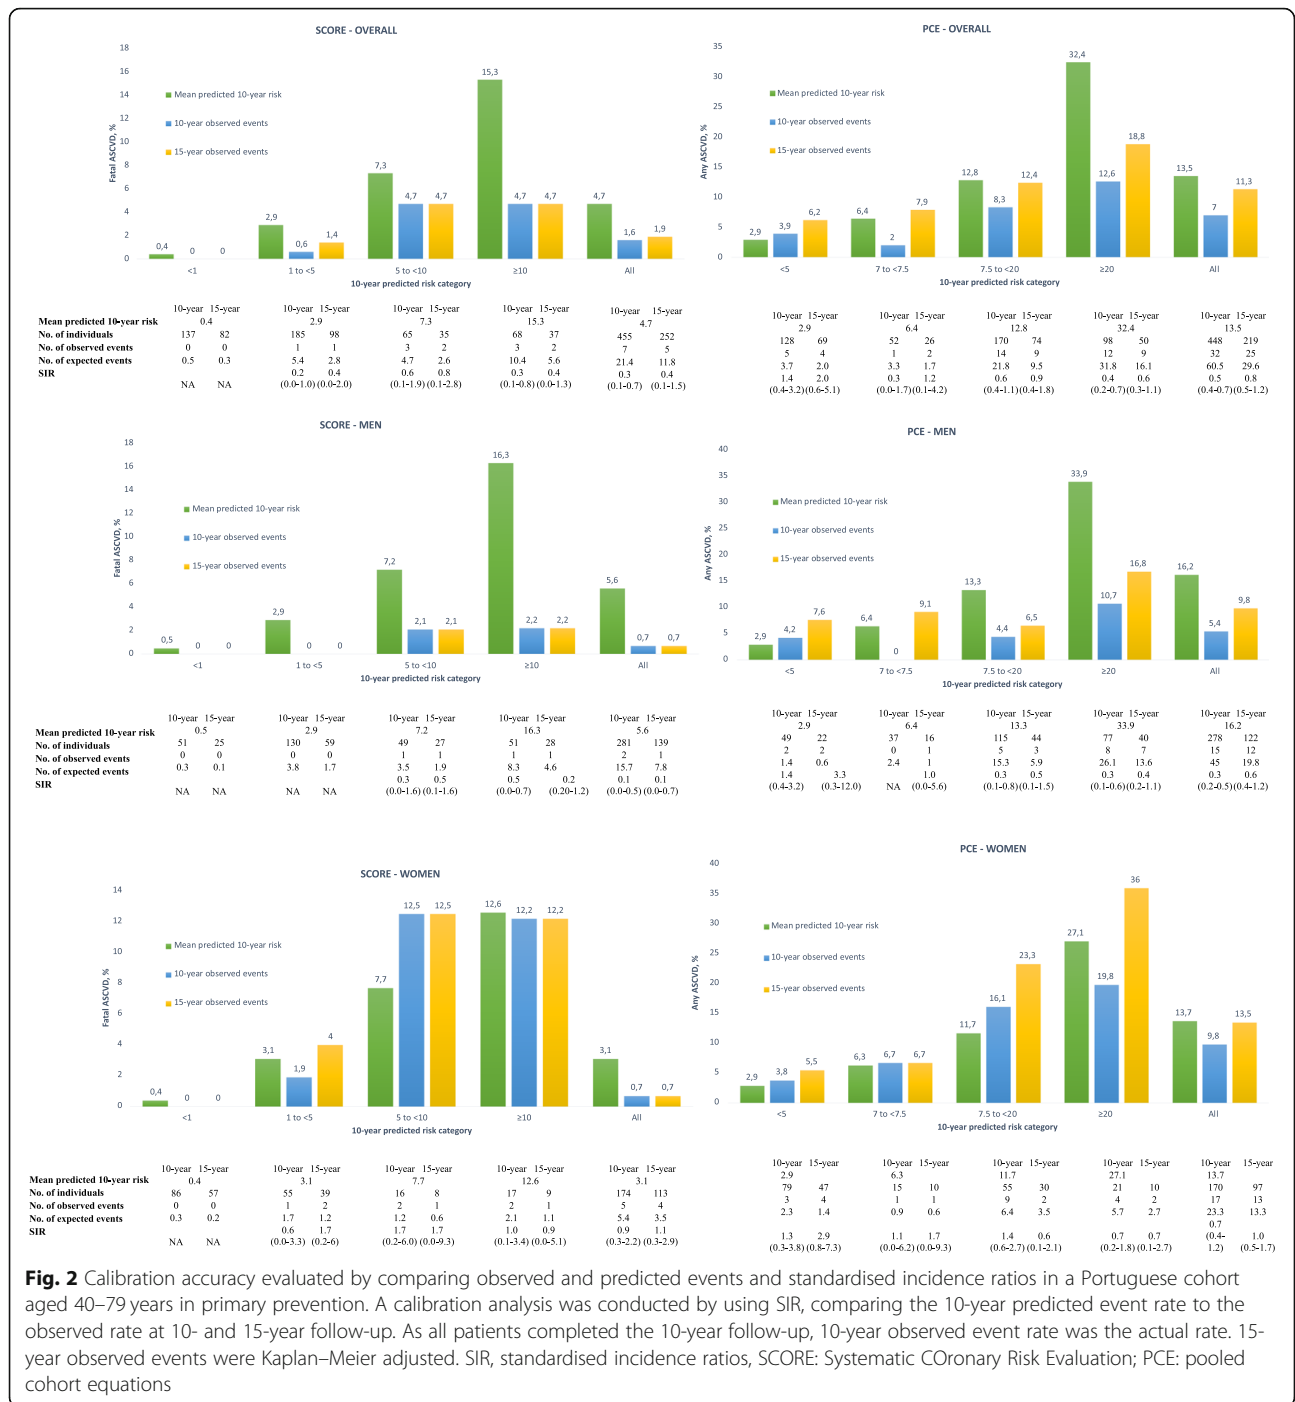 SCORE - OVERALL
18
16
14
12
10
8
6
4
2
0
Fatal ASCVD, %
Mean predicted 10-year risk
10-year observed events
15-year observed events
0,4 0 0
2,9 0,6 1,4
7,3 4,7 4,7
15,3 4,7 4,7
4,7 1,6 1,9
<1 1 to <5 5 to <10 ≥10 All
10-year predicted risk category
10-year 15-year 10-year 15-year 10-year 15-year 10-year 15-year 10-year 15-year
Mean predicted 10-year risk 0.4 2.9 7.3 15.3 4.7
No. of individuals 137 82 185 98 65 35 68 37 455 252
No. of observed events 0 0 1 1 3 2 3 2 7 5
No. of expected events 0.5 0.3 5.4 2.8 4.7 2.6 10.4 5.6 21.4 11.8
SIR 0.2 0.4 0.6 0.8 0.3 0.4 0.3 0.4
NA NA (0.0-1.0) (0.0-2.0) (0.1-1.9) (0.1-2.8) (0.1-0.8) (0.0-1.3) (0.1-0.7) (0.1-1.5)
PCE - OVERALL
35
30
25
20
15
10
5
0
Any ASCVD, %
Mean predicted 10-year risk
10-year observed events
15-year observed events
2,9 3,9 6,2
6,4 2 7,9
12,8 8,3 12,4
32,4 12,6 18,8
13,5 7 11,3
<5 7 to <7.5 7.5 to <20 ≥20 All
10-year predicted risk category
10-year 15-year 10-year 15-year 10-year 15-year 10-year 15-year 10-year 15-year
2.9 6.4 12.8 32.4 13.5
128 69 52 26 170 74 98 50 448 219
5 4 1 2 14 9 12 9 32 25
3.7 2.0 3.3 1.7 21.8 9.5 31.8 16.1 60.5 29.6
1.4 2.0 0.3 1.2 0.6 0.9 0.4 0.6 0.5 0.8
(0.4-3.2) (0.6-5.1) (0.0-1.7) (0.1-4.2) (0.4-1.1) (0.4-1.8) (0.2-0.7) (0.3-1.1) (0.4-0.7) (0.5-1.2)
SCORE - MEN
18
16
14
12
10
8
6
4
2
0
Fatal ASCVD, %
Mean predicted 10-year risk
10-year observed events
15-year observed events
0,5 0 0
2,9 0 0
7,2 2,1 2,1
16,3 2,2 2,2
5,6 0,7 0,7
<1 1 to <5 5 to <10 ≥10 All
10-year predicted risk category
10-year 15-year 10-year 15-year 10-year 15-year 10-year 15-year 10-year 15-year
Mean predicted 10-year risk 0.5 2.9 7.2 16.3 5.6
No. of individuals 51 25 130 59 49 27 51 28 281 139
No. of observed events 0 0 0 0 1 1 1 1 2 1
No. of expected events 0.3 0.1 3.8 1.7 3.5 1.9 8.3 4.6 15.7 7.8
SIR 0.3 0.5 0.5 0.2 0.1 0.1
NA NA NA NA (0.0-1.6) (0.1-1.6) (0.0-0.7) (0.20-1.2) (0.0-0.5) (0.0-0.7)
PCE - MEN
40
35
30
25
20
15
10
5
0
Any ASCVD, %
Mean predicted 10-year risk
10-year observed events
15-year observed events
2,9 4,2 7,6
6,4 0 9,1
13,3 4,4 6,5
33,9 10,7 16,8
16,2 5,4 9,8
<5 7 to <7.5 7.5 to <20 ≥20 All
10-year predicted risk category
10-year 15-year 10-year 15-year 10-year 15-year 10-year 15-year 10-year 15-year
2.9 6.4 13.3 33.9 16.2
49 22 37 16 115 44 77 40 278 122
2 2 0 1 5 3 8 7 15 12
1.4 0.6 2.4 1 15.3 5.9 26.1 13.6 45 19.8
1.4 3.3 1.0 0.3 0.5 0.3 0.4 0.3 0.6
(0.4-3.2) (0.3-12.0) NA (0.0-5.6) (0.1-0.8) (0.1-1.5) (0.1-0.6) (0.2-1.1) (0.2-0.5) (0.4-1.2)
SCORE - WOMEN
14
12
10
8
6
4
2
0
Fatal ASCVD, %
Mean predicted 10-year risk
10-year observed events
15-year observed events
0,4 0 0
3,1 1,9 4
7,7 12,5 12,5
12,6 12,2 12,2
3,1 0,7 0,7
<1 1 to <5 5 to <10 ≥10 All
10-year predicted risk category
10-year 15-year 10-year 15-year 10-year 15-year 10-year 15-year 10-year 15-year
Mean predicted 10-year risk 0.4 3.1 7.7 12.6 3.1
No. of individuals 86 57 55 39 16 8 17 9 174 113
No. of observed events 0 0 1 2 2 1 2 1 5 4
No. of expected events 0.3 0.2 1.7 1.2 1.2 0.6 2.1 1.1 5.4 3.5
SIR 0.6 1.7 1.7 1.7 1.0 0.9 0.9 1.1
NA NA (0.0-3.3) (0.2-6) (0.2-6.0) (0.0-9.3) (0.1-3.4) (0.0-5.1) (0.3-2.2) (0.3-2.9)
PCE - WOMEN
40
35
30
25
20
15
10
5
0
Any ASCVD, %
Mean predicted 10-year risk
10-year observed events
15-year observed events
2,9 3,8 5,5
6,3 6,7 6,7
11,7 16,1 23,3
27,1 19,8 36
13,7 9,8 13,5
<5 7 to <7.5 7.5 to <20 ≥20 All
10-year predicted risk category
10-year 15-year 10-year 15-year 10-year 15-year 10-year 15-year 10-year 15-year
2.9 6.3 11.7 27.1 13.7
79 47 15 10 55 30 21 10 170 97
3 4 1 1 9 2 4 2 17 13
2.3 1.4 0.9 0.6 6.4 3.5 5.7 2.7 23.3 13.3
0.7
1.3 2.9 1.1 1.7 1.4 0.6 0.7 0.7 (0.4- 1.0
(0.3-3.8) (0.8-7.3) (0.0-6.2) (0.0-9.3) (0.6-2.7) (0.1-2.1) (0.2-1.8) (0.1-2.7) 1.2) (0.5-1.7)
Fig. 2 Calibration accuracy evaluated by comparing observed and predicted events and standardised incidence ratios in a Portuguese cohort
aged 40–79 years in primary prevention. A calibration analysis was conducted by using SIR, comparing the 10-year predicted event rate to the
observed rate at 10- and 15-year follow-up. As all patients completed the 10-year follow-up, 10-year observed event rate was the actual rate. 15-
year observed events were Kaplan–Meier adjusted. SIR, standardised incidence ratios, SCORE: Systematic COronary Risk Evaluation; PCE: pooled
cohort equations